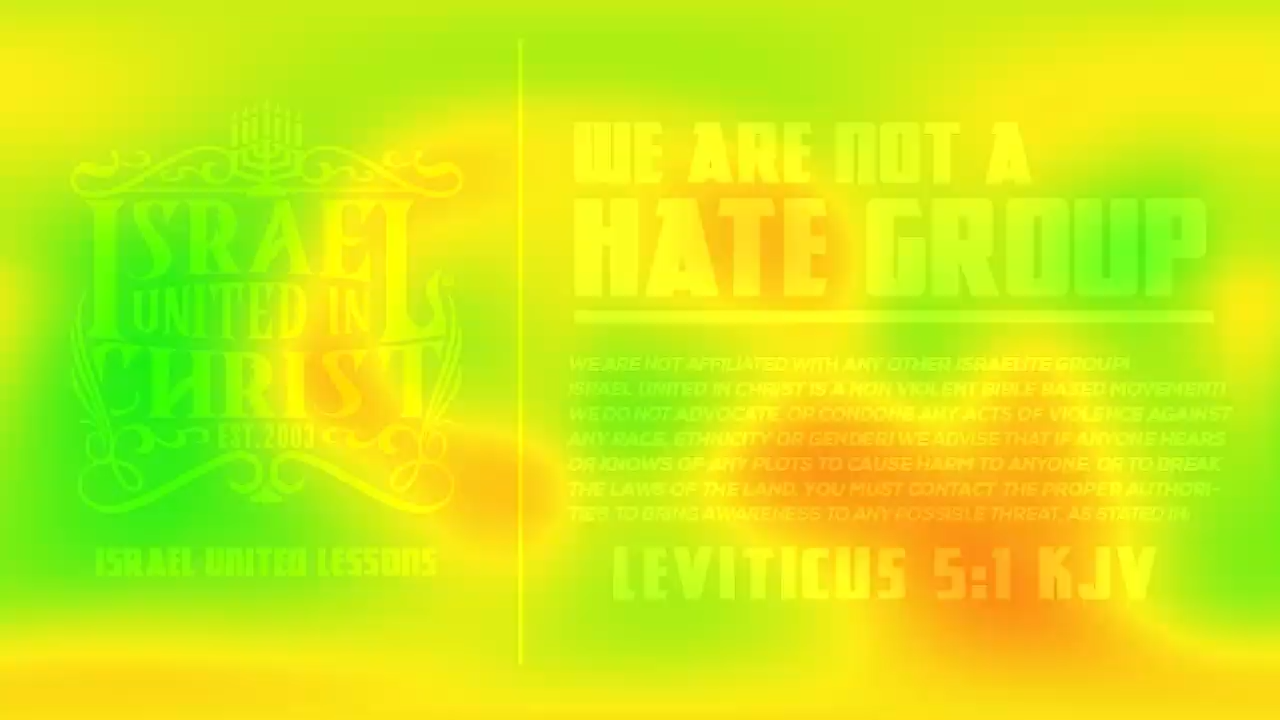 ISRAEL
UNITED IN
CHRIST
EST. 2003
ISRAEL UNITED LESSONS
WE ARE NOT A
HATE GROUP
WE ARE NOT AFFILIATED WITH ANY OTHER ISRAELITE GROUP!
ISRAEL UNITED IN CHRIST IS A NON VIOLENT BIBLE BASED MOVEMENT!
WE DO NOT ADVOCATE, OR CONDONE ANY ACTS OF VIOLENCE AGAINST
ANY RACE, ETHNICITY OR GENDER! WE ADVISE THAT IF ANYONE HEARS
OR KNOWS OF ANY PLOTS TO CAUSE HARM TO ANYONE, OR TO BREAK
THE LAWS OF THE LAND, YOU MUST CONTACT THE PROPER AUTHORI-
TIES TO BRING AWARENESS TO ANY POSSIBLE THREAT, AS STATED IN
LEVITICUS 5:1 KJV